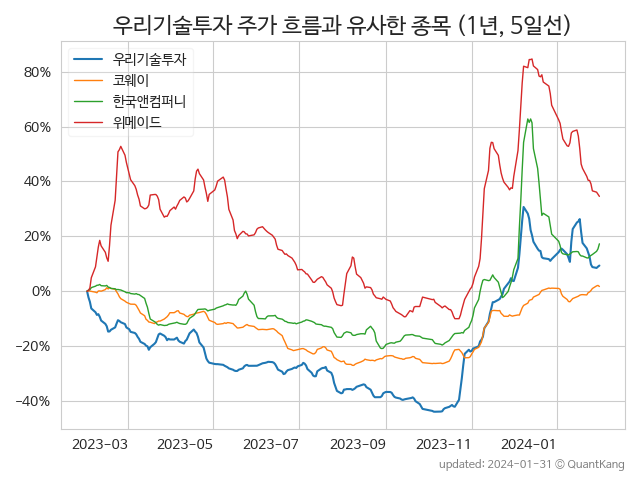 우리기술투자 주가 흐름과 유사한 종목 (1년, 5일선)
우리기술투자
코웨이
한국앤컴퍼니
위메이드
80%
60%
40%
20%
0%
−20%
−40%
2023-03
2023-05
2023-07
2023-09
2023-11
2024-01
updated: 2024-01-31 © QuantKang